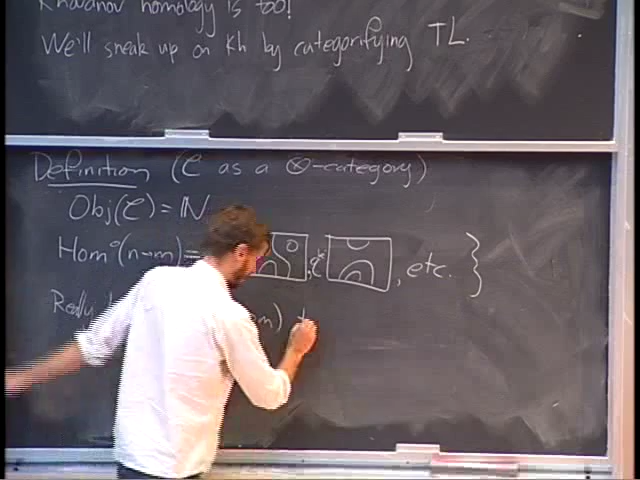 Khovanov homology is too!
We'll sneak up on Kh by categorifying TL.
Definition (C as a ⊗-category)
Obj(C) = ℕ
Hom°(n→m) = , q* , etc. }
Really m)